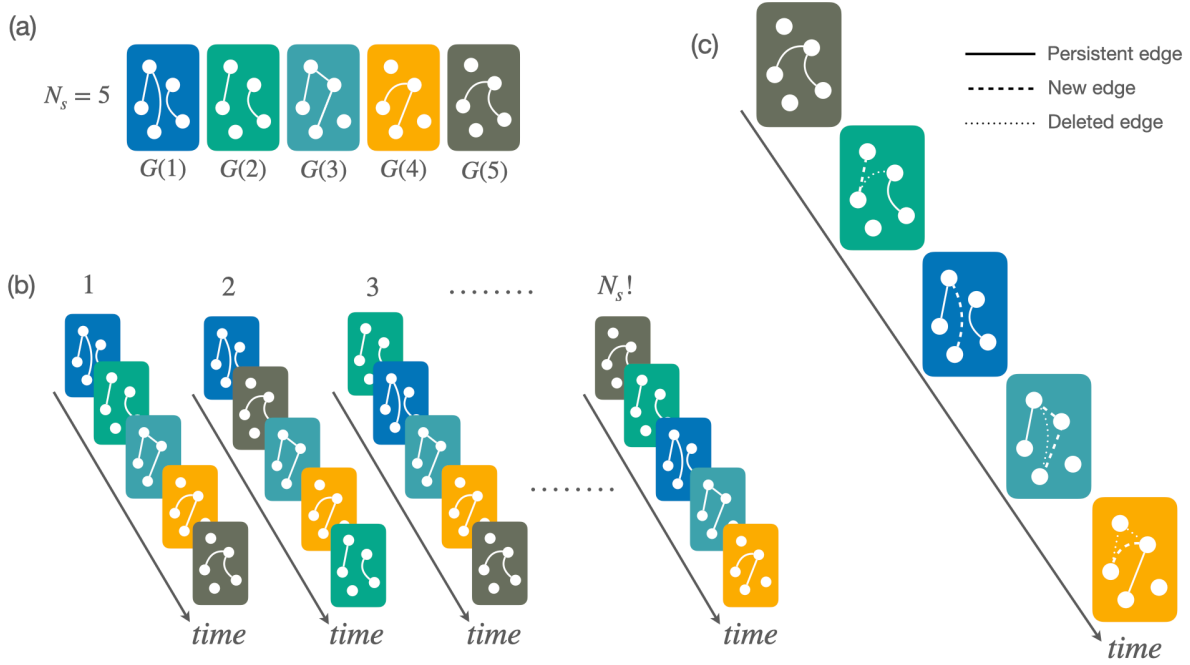 (a)
N_s = 5
G(1) G(2) G(3) G(4) G(5)
(b)
1 2 3 ........ N_s!
........
time time time time
(c)
Persistent edge
New edge
Deleted edge
time